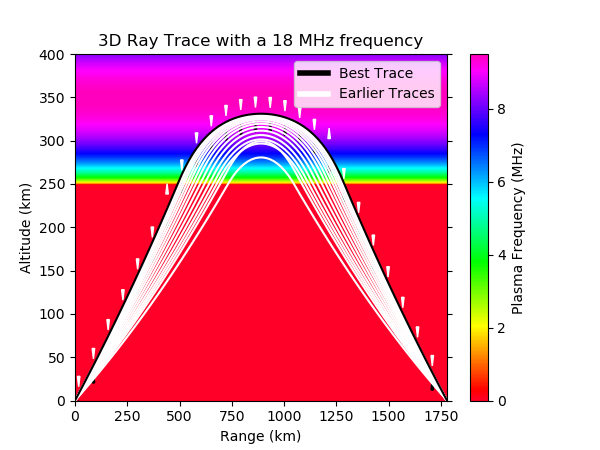 3D Ray Trace with a 18 MHz frequency
Best Trace
Earlier Traces
400
350
300
250
200
150
100
50
0
Altitude (km)
0 250 500 750 1000 1250 1500 1750
Range (km)
8
6
4
2
0
Plasma Frequency (MHz)